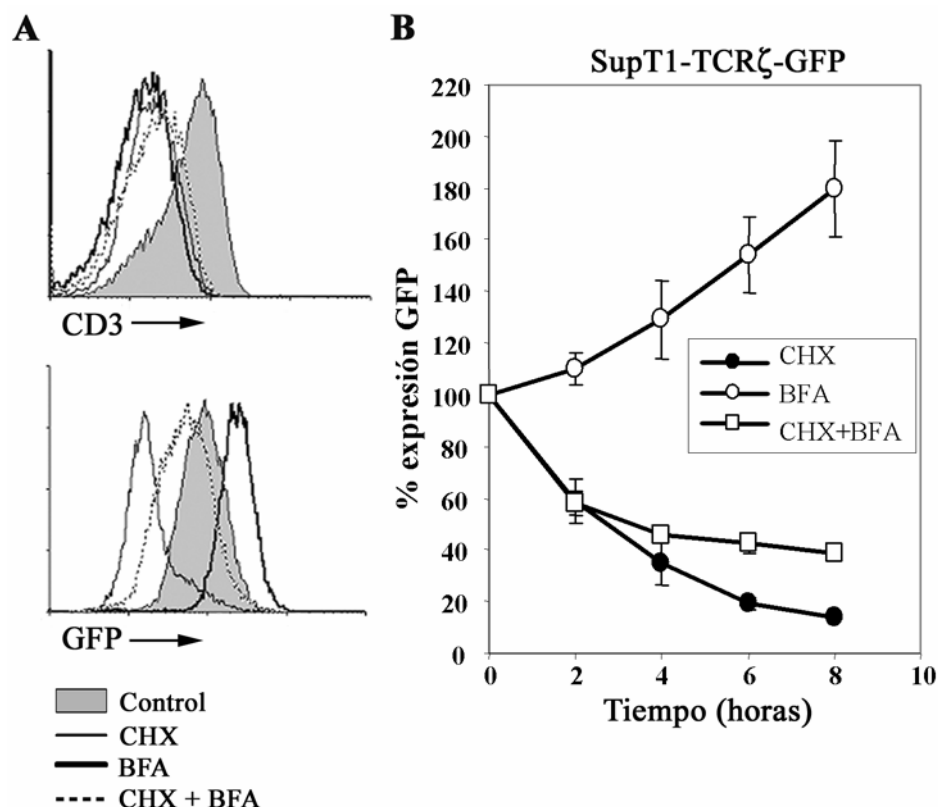 A
CD3
GFP
Control
CHX
BFA
CHX + BFA
B
SupT1-TCRζ-GFP
% expresión GFP
220
200
180
160
140
120
100
80
60
40
20
0
CHX
BFA
CHX+BFA
0 2 4 6 8 10
Tiempo (horas)